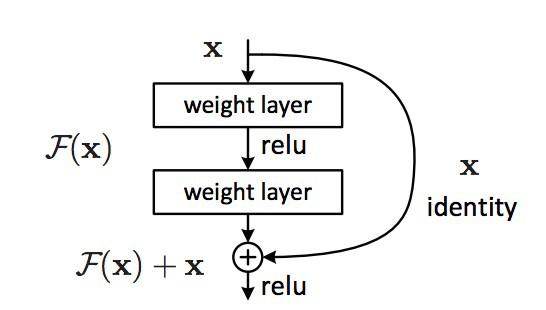 x
weight layer
relu
F(x)
x
weight layer
identity
F(x) + x
+
relu